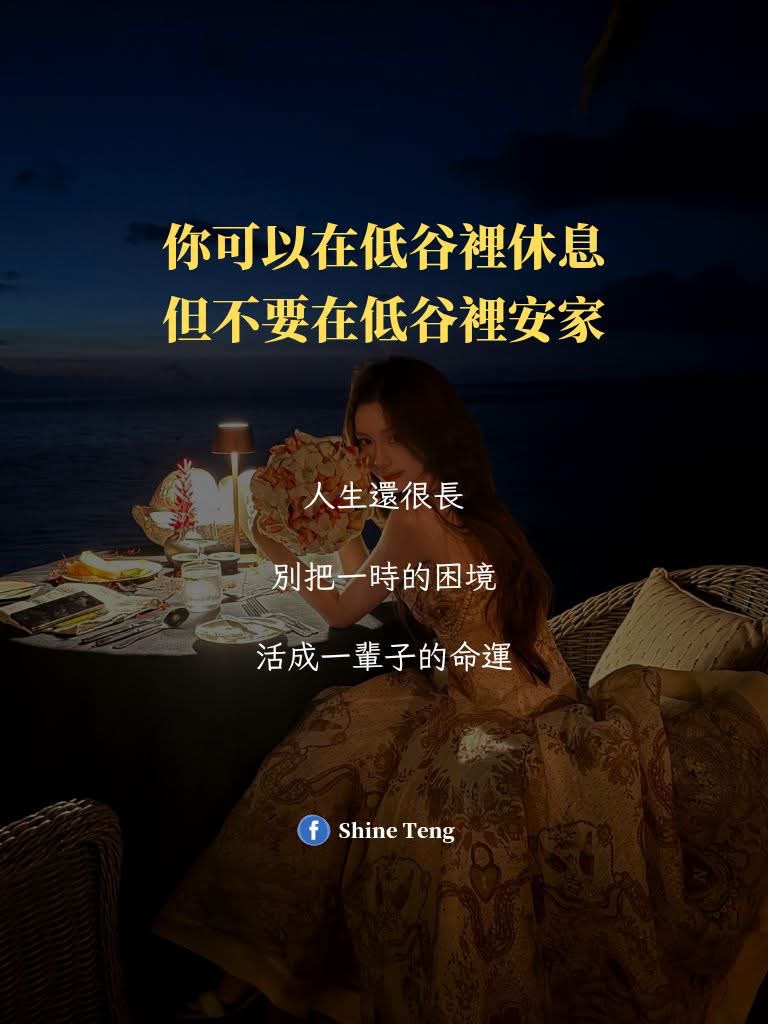 你可以在低谷裡休息
但不要在低谷裡安家
人生還很長
別把一時的困境
活成一輩子的命運
f Shine Teng